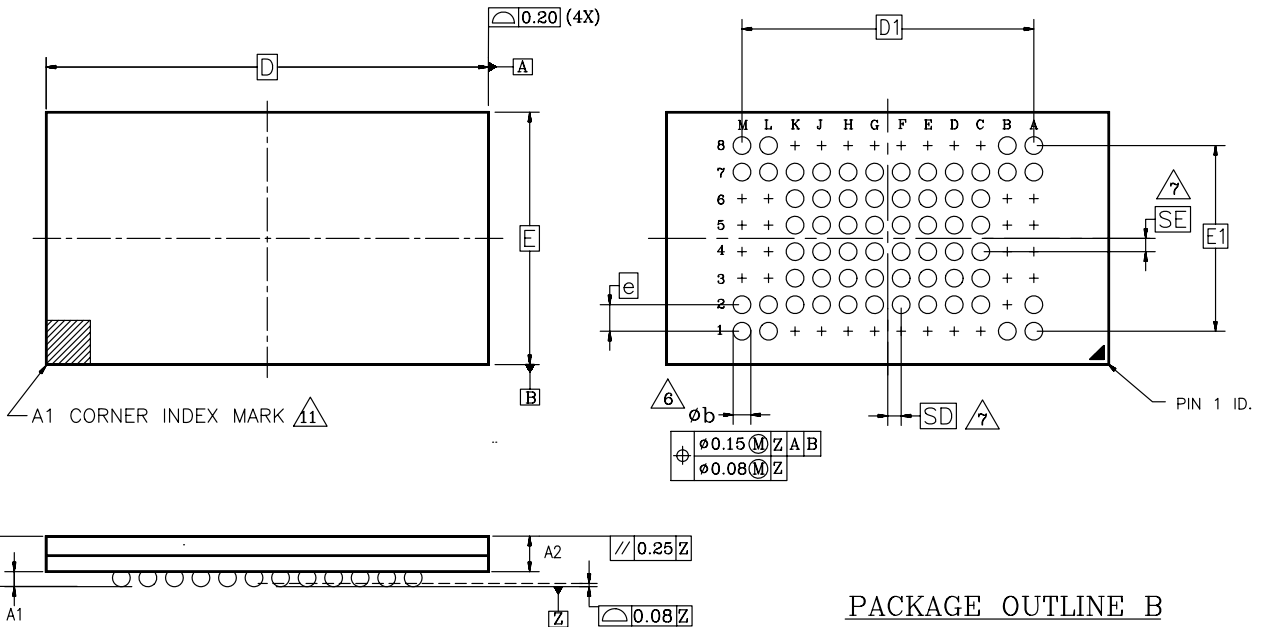 ⌓ 0.20 (4X)
D
A
D1
M L K J H G F E D C B A
8
7
6
5
4
3
2
1
7
SE
E
E1
e
B
A1 CORNER INDEX MARK 11
6
øb
SD 7
PIN 1 ID.
⌖ ø0.15 Ⓜ Z A B
ø0.08 Ⓜ Z
A2
// 0.25 Z
A1
Z
⌓ 0.08 Z
PACKAGE OUTLINE B